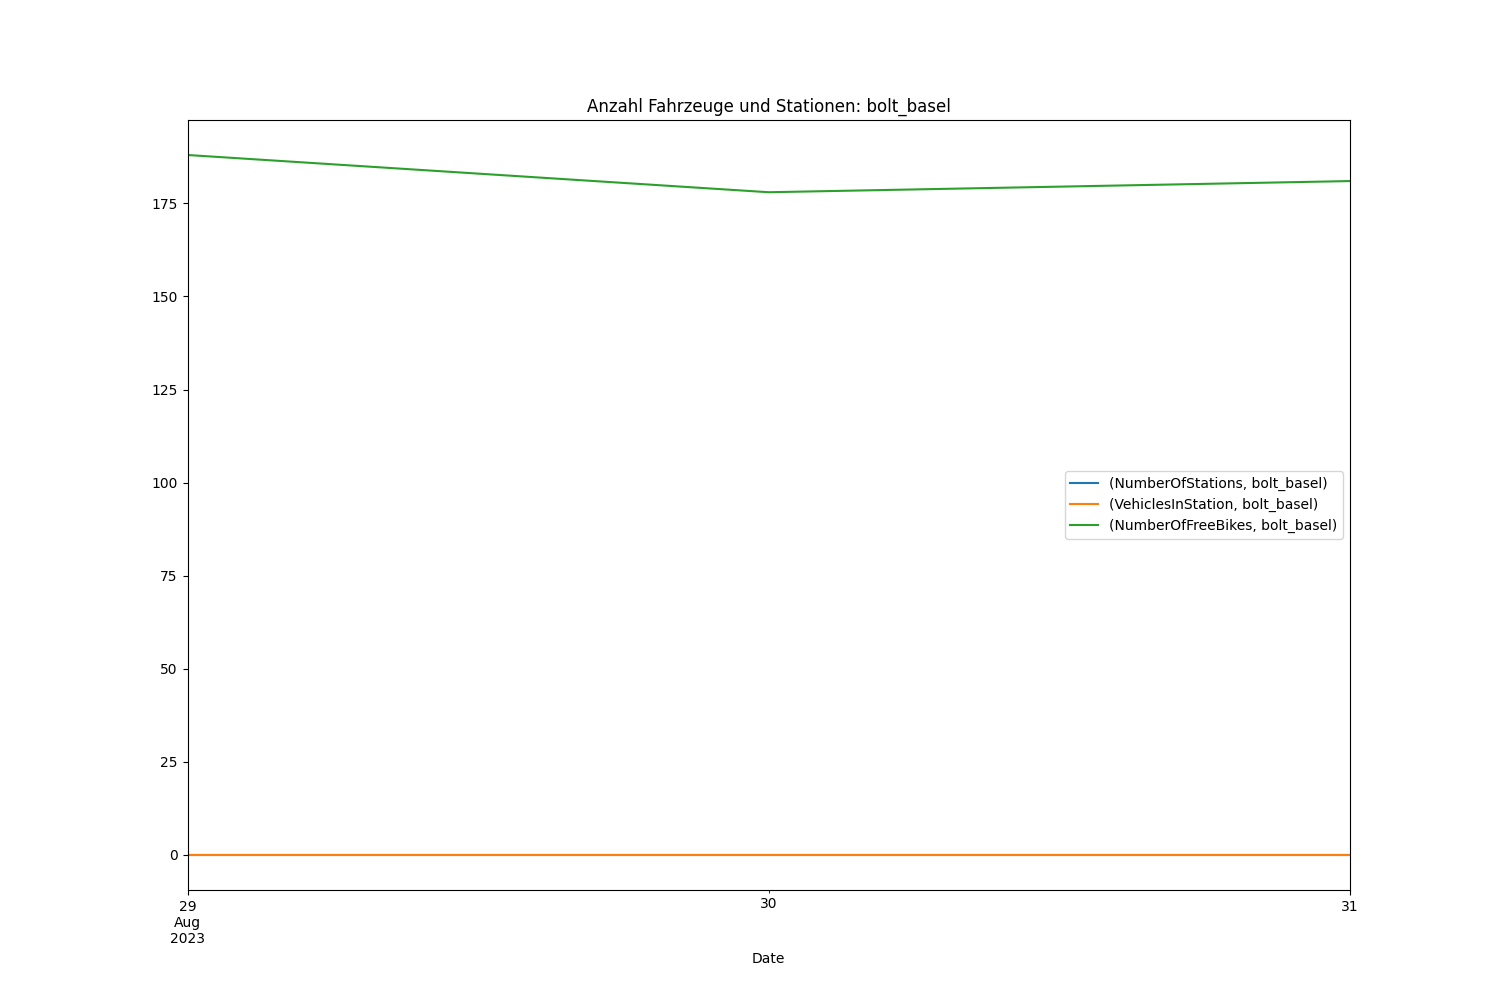 Anzahl Fahrzeuge und Stationen: bolt_basel
175
150
125
100
75
50
25
0
(NumberOfStations, bolt_basel)
(VehiclesInStation, bolt_basel)
(NumberOfFreeBikes, bolt_basel)
29
Aug
2023
30
31
Date